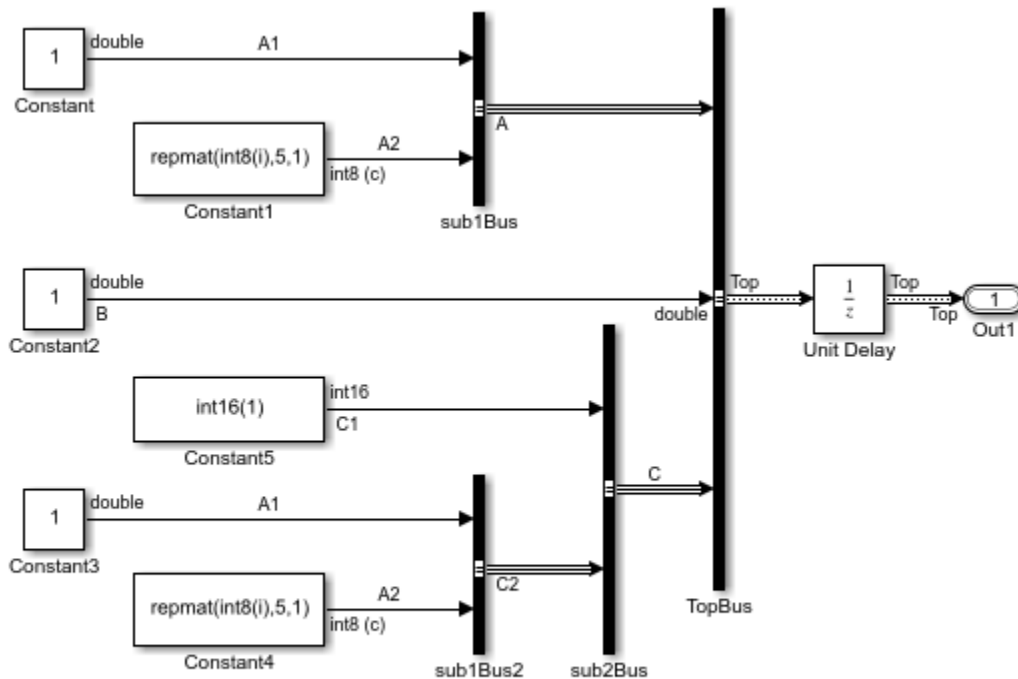 double
A1
1
Constant
A
repmat(int8(i),5,1)
A2
int8 (c)
Constant1
sub1Bus
double
1
B
Constant2
double
Top
1
z
Unit Delay
Top
Top
1
Out1
int16(1)
int16
C1
Constant5
C
double
A1
1
Constant3
C2
repmat(int8(i),5,1)
A2
int8 (c)
Constant4
sub1Bus2
sub2Bus
TopBus